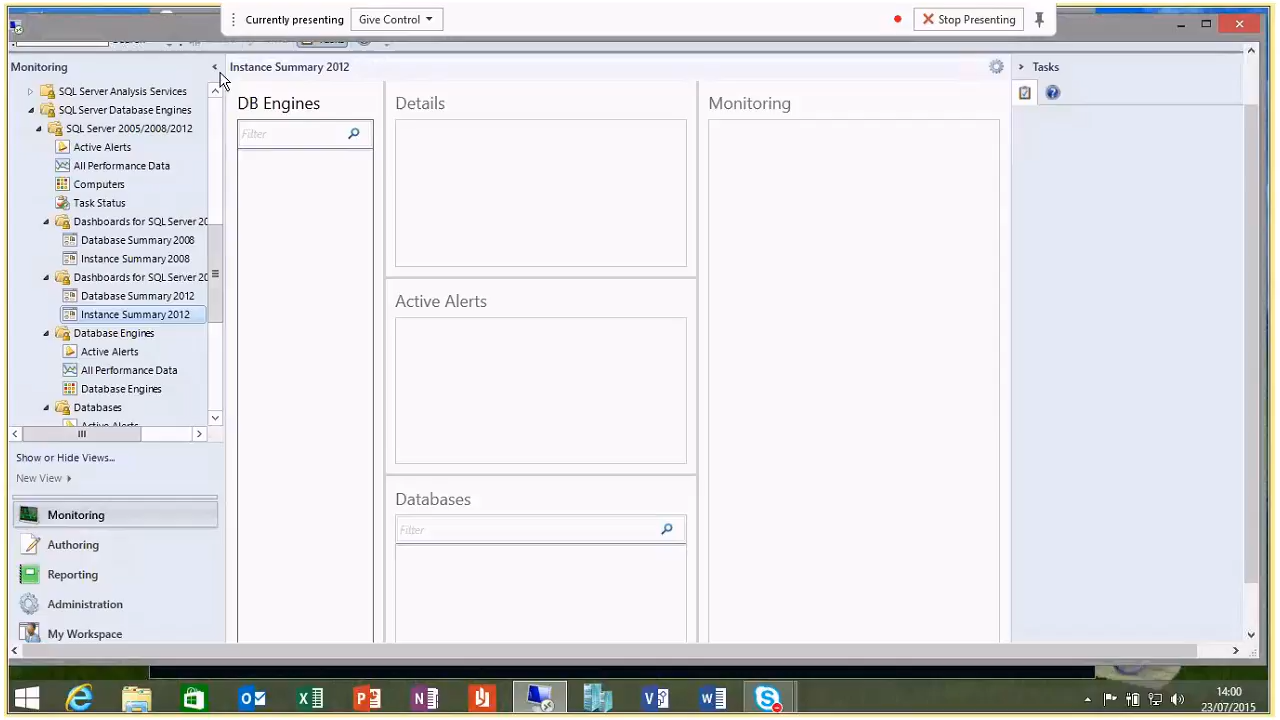 Currently presenting
Give Control
Stop Presenting
Monitoring
Instance Summary 2012
Tasks
SQL Server Analysis Services
SQL Server Database Engines
SQL Server 2005/2008/2012
Active Alerts
All Performance Data
Computers
Task Status
Dashboards for SQL Server 20
Database Summary 2008
Instance Summary 2008
Dashboards for SQL Server 20
Database Summary 2012
Instance Summary 2012
Database Engines
Active Alerts
All Performance Data
Database Engines
Databases
Active Alerts
Show or Hide Views...
New View
Monitoring
Authoring
Reporting
Administration
My Workspace
DB Engines
Filter
Details
Active Alerts
Databases
Filter
Monitoring
14:00
23/07/2015